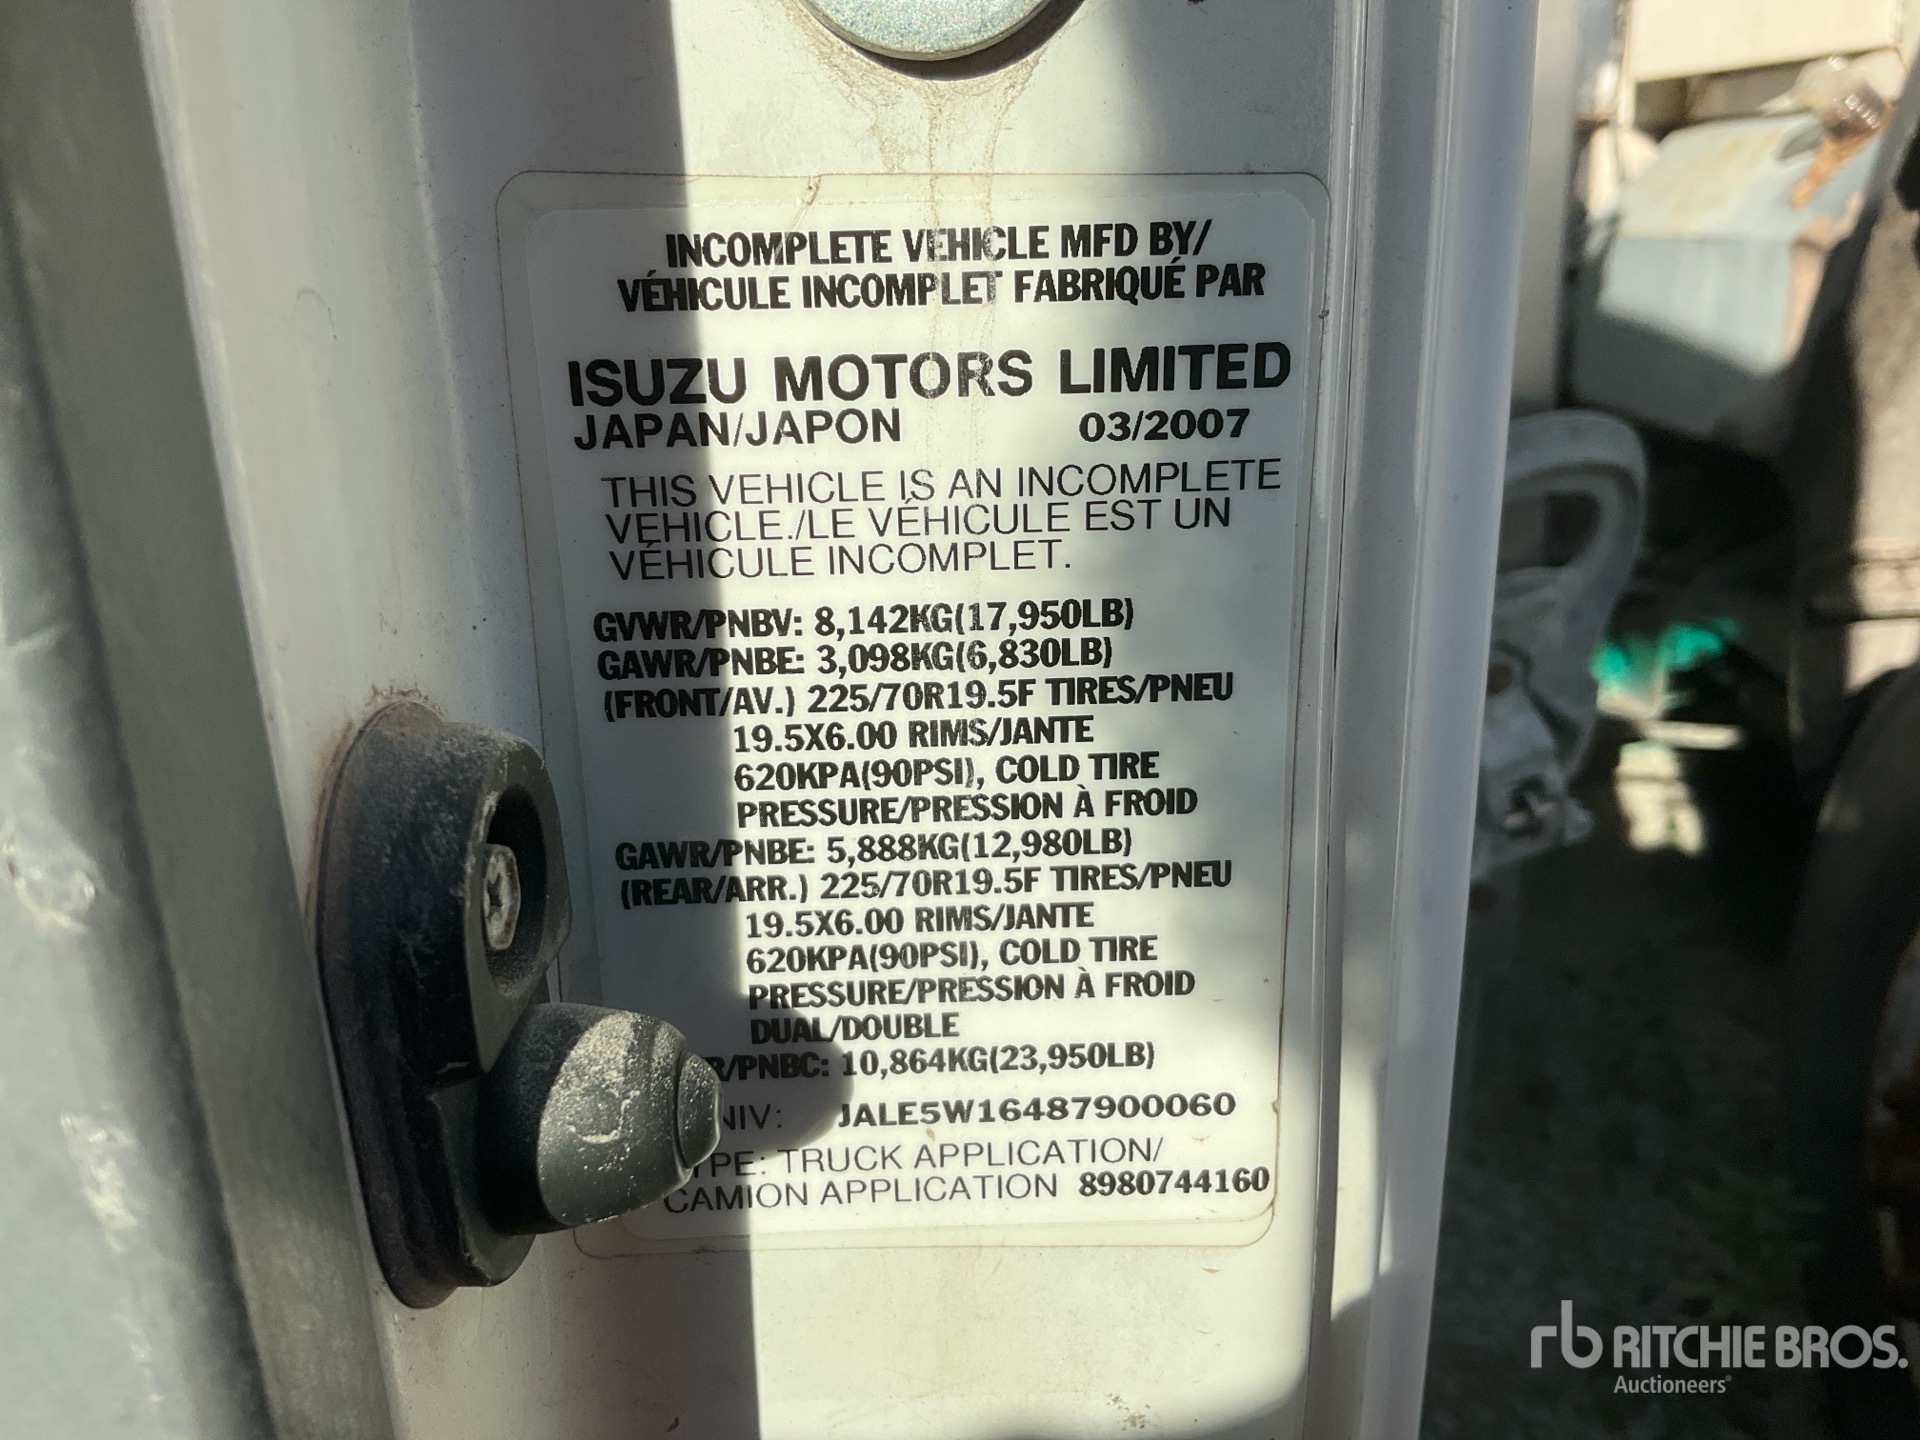 INCOMPLETE VEHICLE MFD BY/
VÉHICULE INCOMPLET FABRIQUÉ PAR
ISUZU MOTORS LIMITED
JAPAN/JAPON 03/2007
THIS VEHICLE IS AN INCOMPLETE
VEHICLE./LE VÉHICULE EST UN
VÉHICULE INCOMPLET.
GVWR/PNBV: 8,142KG(17,950LB)
GAWR/PNBE: 3,098KG(6,830LB)
(FRONT/AV.) 225/70R19.5F TIRES/PNEU
19.5X6.00 RIMS/JANTE
620KPA(90PSI), COLD TIRE
PRESSURE/PRESSION À FROID
GAWR/PNBE: 5,888KG(12,980LB)
(REAR/ARR.) 225/70R19.5F TIRES/PNEU
19.5X6.00 RIMS/JANTE
620KPA(90PSI), COLD TIRE
PRESSURE/PRESSION À FROID
DUAL/DOUBLE
R/PNBC: 10,864KG(23,950LB)
NIV: JALE5W16487900060
YPE: TRUCK APPLICATION/
CAMION APPLICATION 8980744160
rb RITCHIE BROS.
Auctioneers